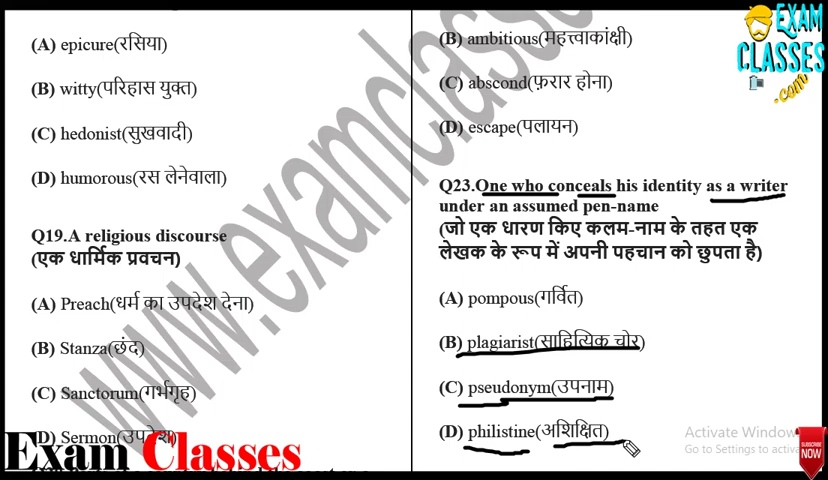 (A) epicure(रसिया)
(B) witty(परिहास युक्त)
(C) hedonist(सुखवादी)
(D) humorous(रस लेनेवाला)
Q19.A religious discourse
(एक धार्मिक प्रवचन)
(A) Preach(धर्म का उपदेश देना)
(B) Stanza(छंद)
(C) Sanctorum(गर्भगृह)
(D) Sermon(उपदेश)
(B) ambitious(महत्त्वाकांक्षी)
(C) abscond(फ़रार होना)
(D) escape(पलायन)
Q23.One who conceals his identity as a writer
under an assumed pen-name
(जो एक धारण किए कलम-नाम के तहत एक
लेखक के रूप में अपनी पहचान को छुपता है)
(A) pompous(गर्वित)
(B) plagiarist(साहित्यिक चोर)
(C) pseudonym(उपनाम)
(D) philistine(अशिक्षित)
www.examclasses
EXAM
CLASSES
.com
Exam Classes
Activate Window
Go to Settings to activa
SUBSCRIBE
NOW